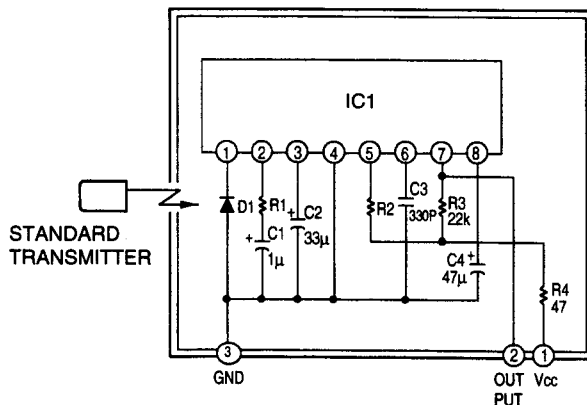 IC1
1 2 3 4 5 6 7 8
D1
R1
C1
1μ
C2
33μ
R2
C3
330P
R3
22k
C4
47μ
R4
47
STANDARD
TRANSMITTER
3
GND
2
OUT
PUT
1
Vcc
+
+
+